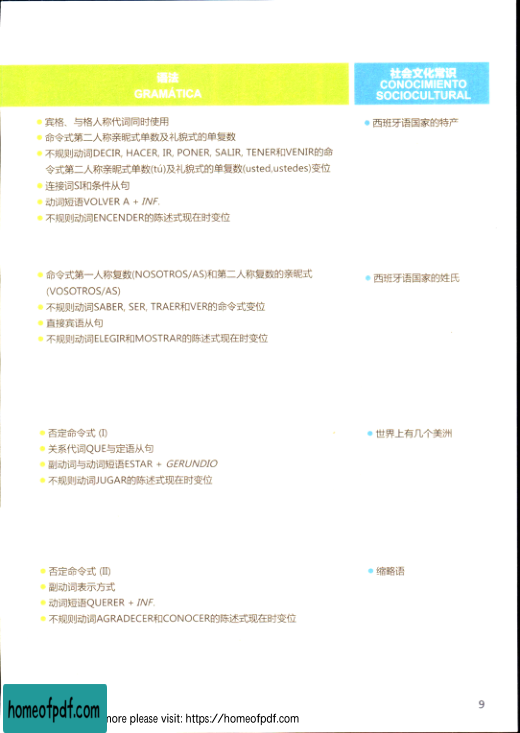 语法
GRAMÁTICA
社会文化常识
CONOCIMIENTO
SOCIOCULTURAL
宾格、与格人称代词同时使用
命令式第二人称亲昵式单数及礼貌式的单复数
不规则动词DECIR, HACER, IR, PONER, SALIR, TENER和VENIR的命
令式第二人称亲昵式单数(tú)及礼貌式的单复数(usted,ustedes)变位
连接词SI和条件从句
动词短语VOLVER A + INF.
不规则动词ENCENDER的陈述式现在时变位
西班牙语国家的特产
命令式第一人称复数(NOSOTROS/AS)和第二人称复数的亲昵式
(VOSOTROS/AS)
不规则动词SABER, SER, TRAER和VER的命令式变位
直接宾语从句
不规则动词ELEGIR和MOSTRAR的陈述式现在时变位
西班牙语国家的姓氏
否定命令式 (I)
关系代词QUE与定语从句
副动词与动词短语ESTAR + GERUNDIO
不规则动词JUGAR的陈述式现在时变位
世界上有几个美洲
否定命令式 (II)
副动词表示方式
动词短语QUERER + INF.
不规则动词AGRADECER和CONOCER的陈述式现在时变位
缩略语
9
homeofpdf.com
more please visit: https://homeofpdf.com